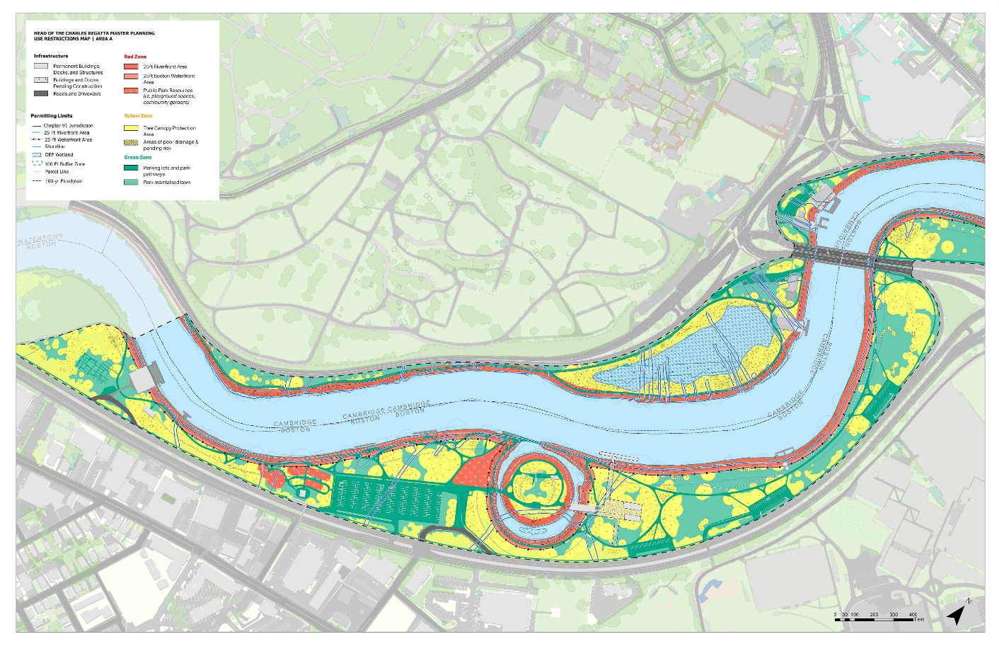 HEAD OF THE CHARLES REGATTA MASTER PLANNING
USE RESTRICTIONS MAP | AREA A
Infrastructure
Permanent Buildings,
Docks, and Structures
Buildings and Docks
Pending Construction
Roads and Driveways
Permitting Limits
Chapter 91 Jurisdiction
25 Ft Riverfront Area
25 Ft Waterfront Area
Shoreline
DEP Wetland
100 Ft Buffer Zone
Parcel Line
100-yr Floodplain
Red Zone
25ft Riverfront Area
25ft Boston Waterfront
Area
Public Park Resources
(i.e. playground spaces,
community gardens)
Yellow Zone
Tree Canopy Protection
Area
Areas of poor drainage &
ponding risk
Green Zone
Parking lots and park
pathways
Park maintained lawn
WATERTOWN
BOSTON
CAMBRIDGE
BOSTON
CAMBRIDGE
BOSTON
CAMBRIDGE
BOSTON
CAMBRIDGE
BOSTON
BOSTON
CAMBRIDGE
BOSTON
CAMBRIDGE
0 50 100 200 300 400
Feet
N